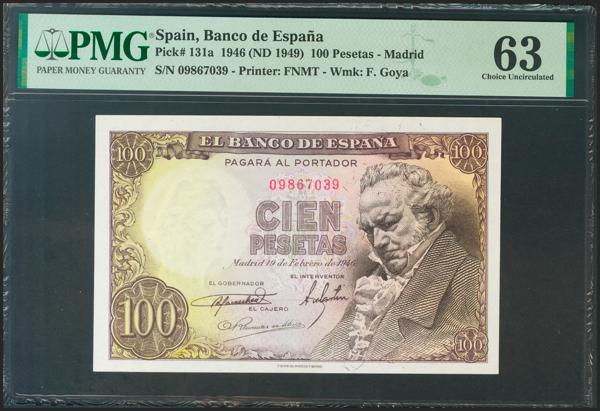 PMG
PAPER MONEY GUARANTY
Spain, Banco de España
Pick# 131a 1946 (ND 1949) 100 Pesetas - Madrid
S/N 09867039 - Printer: FNMT - Wmk: F. Goya
63
Choice Uncirculated
100
EL BANCO DE ESPAÑA
100
PAGARÁ AL PORTADOR
09867039
CIEN
PESETAS
Madrid 19 de Febrero de 1946
EL GOBERNADOR
EL INTERVENTOR
EL CAJERO
100
100